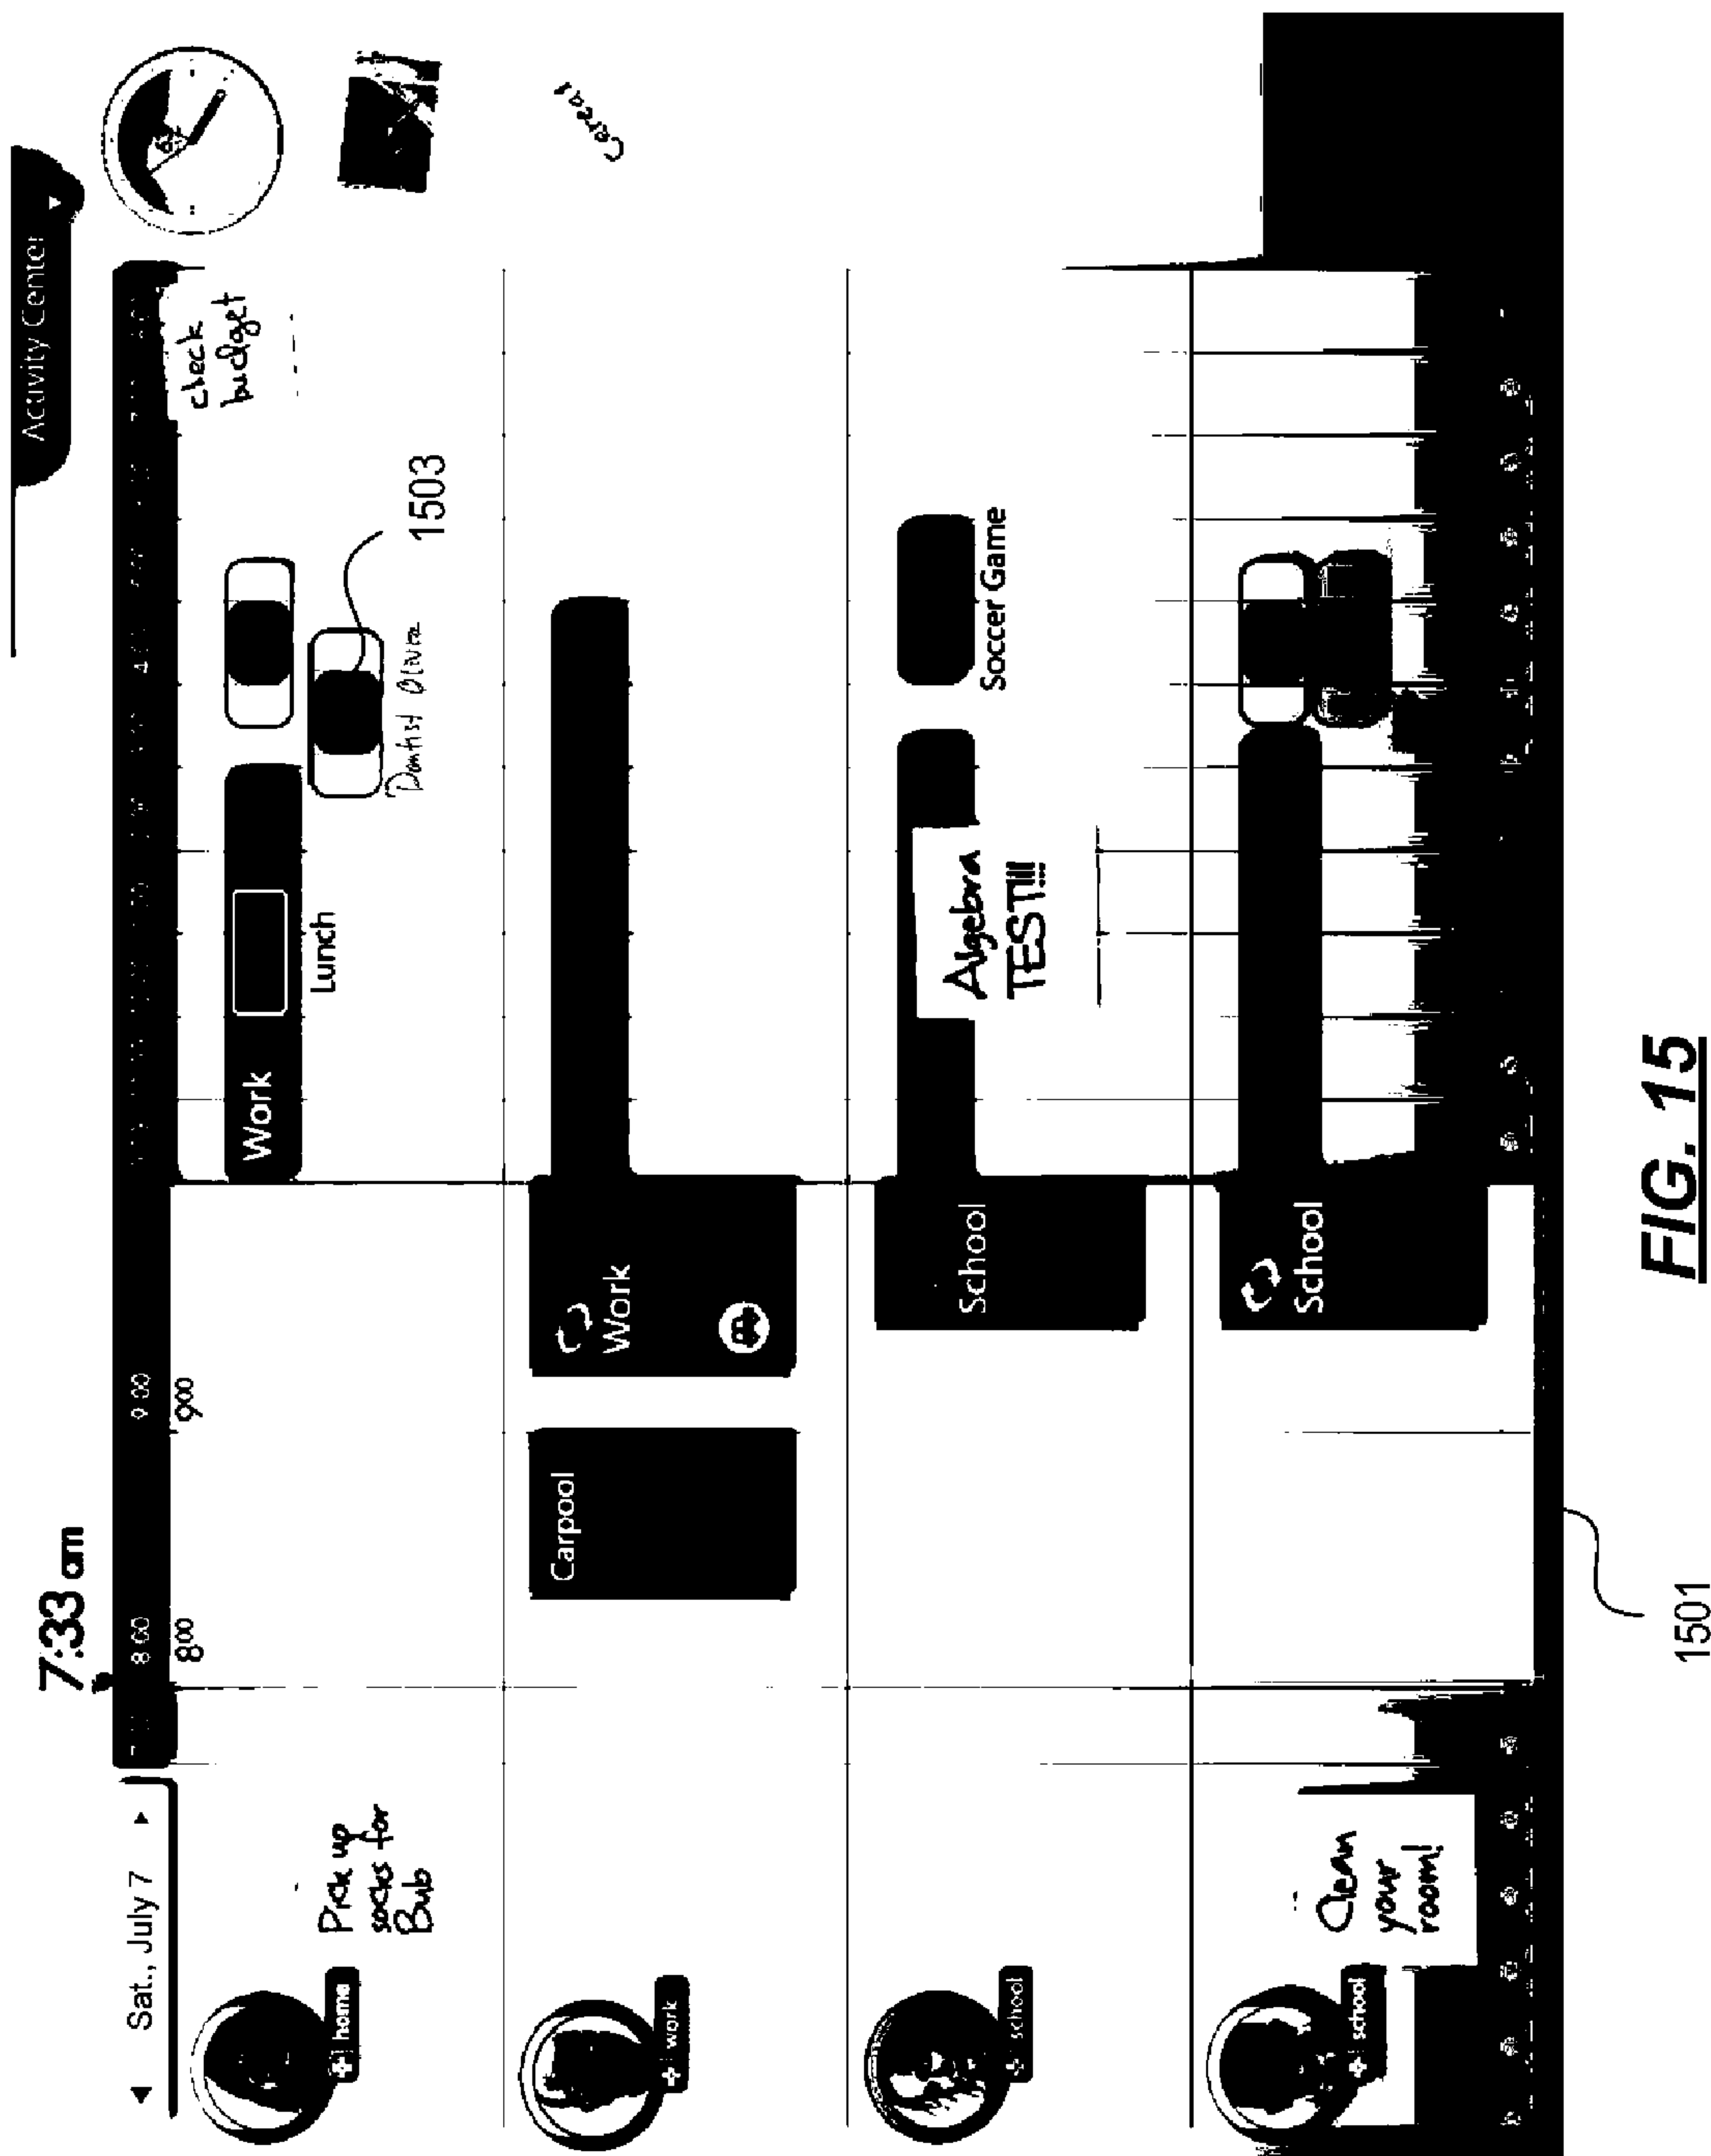 Activity Center
7:33 am
Sat., July 7
8:00
9:00
800
900
check
budget
Pick up
socks for
Bub
home
Work
Lunch
Dentist Olivia
1503
Cereal
Carpool
Work
work
School
Algebra
TEST!!!
Soccer Game
school
School
Clean
your
room!
school
1501
FIG. 15